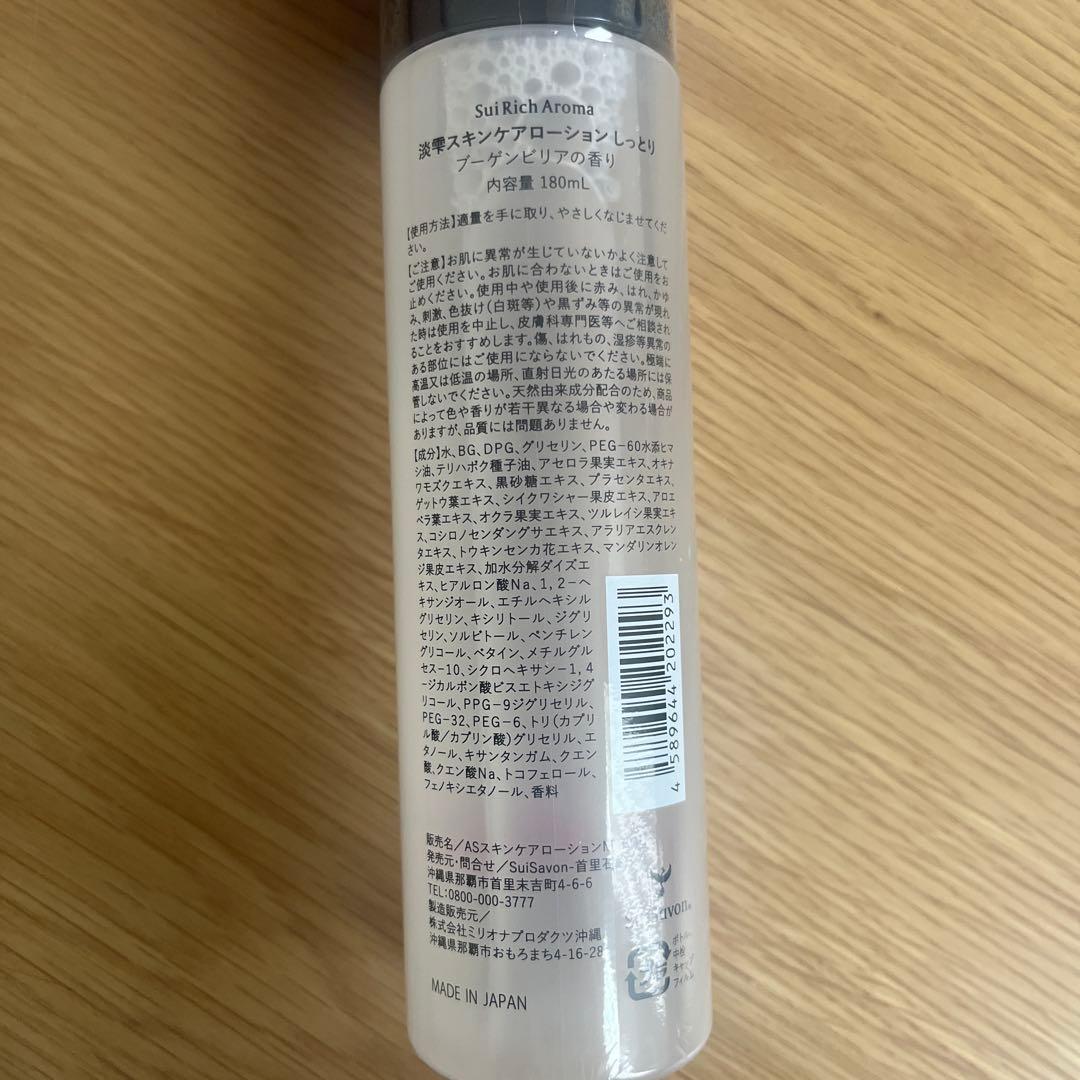 Sui Rich Aroma
淡雫スキンケアローション しっとり
ブーゲンビリアの香り
内容量 180mL
【使用方法】適量を手に取り、やさしくなじませてくだ
さい。
【ご注意】お肌に異常が生じていないかよく注意して
ご使用ください。お肌に合わないときはご使用をお
止めください。使用中や使用後に赤み、はれ、かゆ
み、刺激、色抜け(白斑等)や黒ずみ等の異常が現れ
た時は使用を中止し、皮膚科専門医等へご相談され
ることをおすすめします。傷、はれもの、湿疹等異常の
ある部位にはご使用にならないでください。極端に
高温又は低温の場所、直射日光のあたる場所には保
管しないでください。天然由来成分配合のため、商品
によって色や香りが若干異なる場合や変わる場合が
ありますが、品質には問題ありません。
【成分】水、BG、DPG、グリセリン、PEG-60水添ヒマ
シ油、テリハボク種子油、アセロラ果実エキス、オキナ
ワモズクエキス、黒砂糖エキス、プラセンタエキス、
ゲットウ葉エキス、シイクワシャー果皮エキス、アロエ
ベラ葉エキス、オクラ果実エキス、ツルレイシ果実エキ
ス、コシロノセンダングサエキス、アラリアエスクレン
タエキス、トウキンセンカ花エキス、マンダリンオレン
ジ果皮エキス、加水分解ダイズエ
キス、ヒアルロン酸Na、1,2-ヘ
キサンジオール、エチルヘキシル
グリセリン、キシリトール、ジグリ
セリン、ソルビトール、ペンチレン
グリコール、ベタイン、メチルグル
セス-10、シクロヘキサン-1,4
-ジカルボン酸ビスエトキシジグ
リコール、PPG-9ジグリセリル、
PEG-32、PEG-6、トリ(カプリ
ル酸/カプリン酸)グリセリル、エ
タノール、キサンタンガム、クエン
酸、クエン酸Na、トコフェロール、
フェノキシエタノール、香料
4 589644 202293
販売名/ASスキンケアローションM
発売元・問合せ/SuiSavon-首里石
沖縄県那覇市首里末吉町4-6-6
TEL:0800-000-3777
製造販売元/
株式会社ミリオナプロダクツ沖縄
沖縄県那覇市おもろまち4-16-28
ボトル
中栓
キャップ
フィルム
MADE IN JAPAN